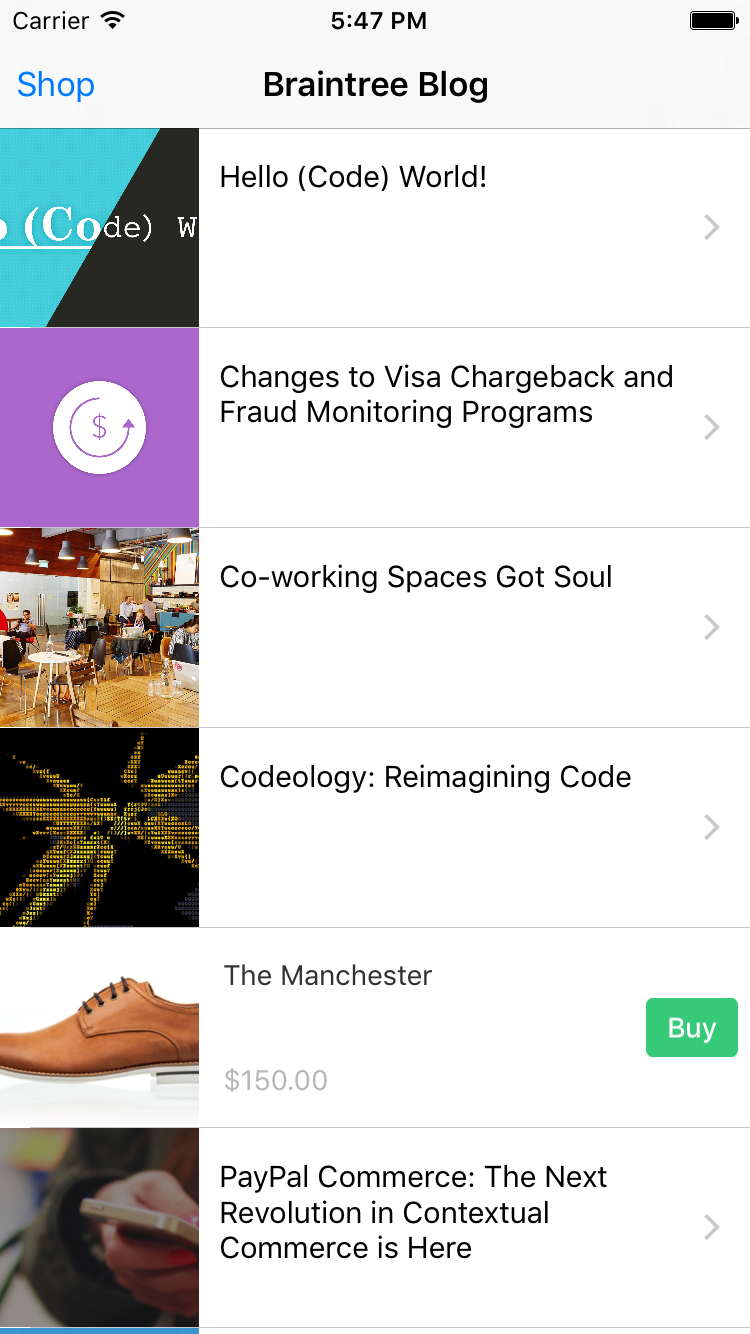 Carrier 5:47 PM
Shop Braintree Blog
(Code) W
Hello (Code) World!
$
Changes to Visa Chargeback and
Fraud Monitoring Programs
Co-working Spaces Got Soul
Codeology: Reimagining Code
The Manchester
Buy
$150.00
PayPal Commerce: The Next
Revolution in Contextual
Commerce is Here